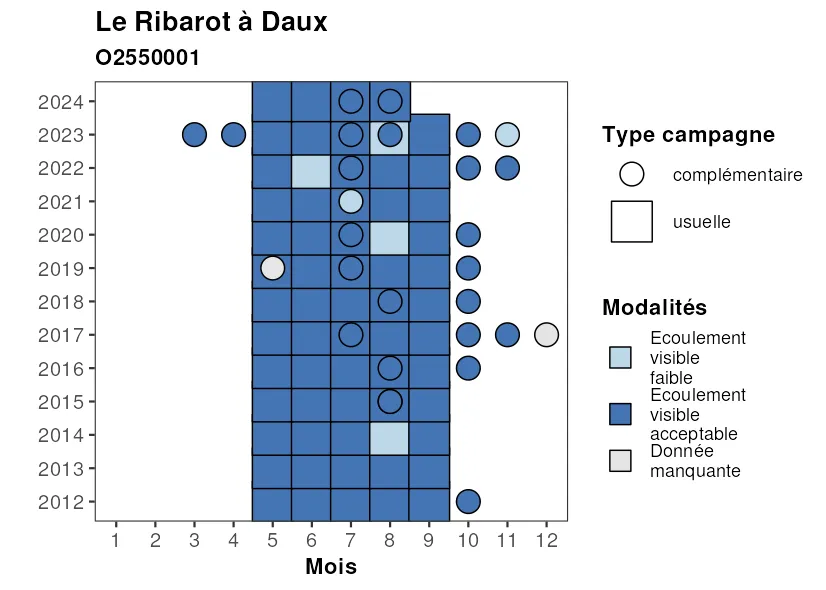 Le Ribarot à Daux
O2550001
2024
2023
2022
2021
2020
2019
2018
2017
2016
2015
2014
2013
2012
1 2 3 4 5 6 7 8 9 10 11 12
Mois
Type campagne
complémentaire
usuelle
Modalités
Ecoulement
visible
faible
Ecoulement
visible
acceptable
Donnée
manquante